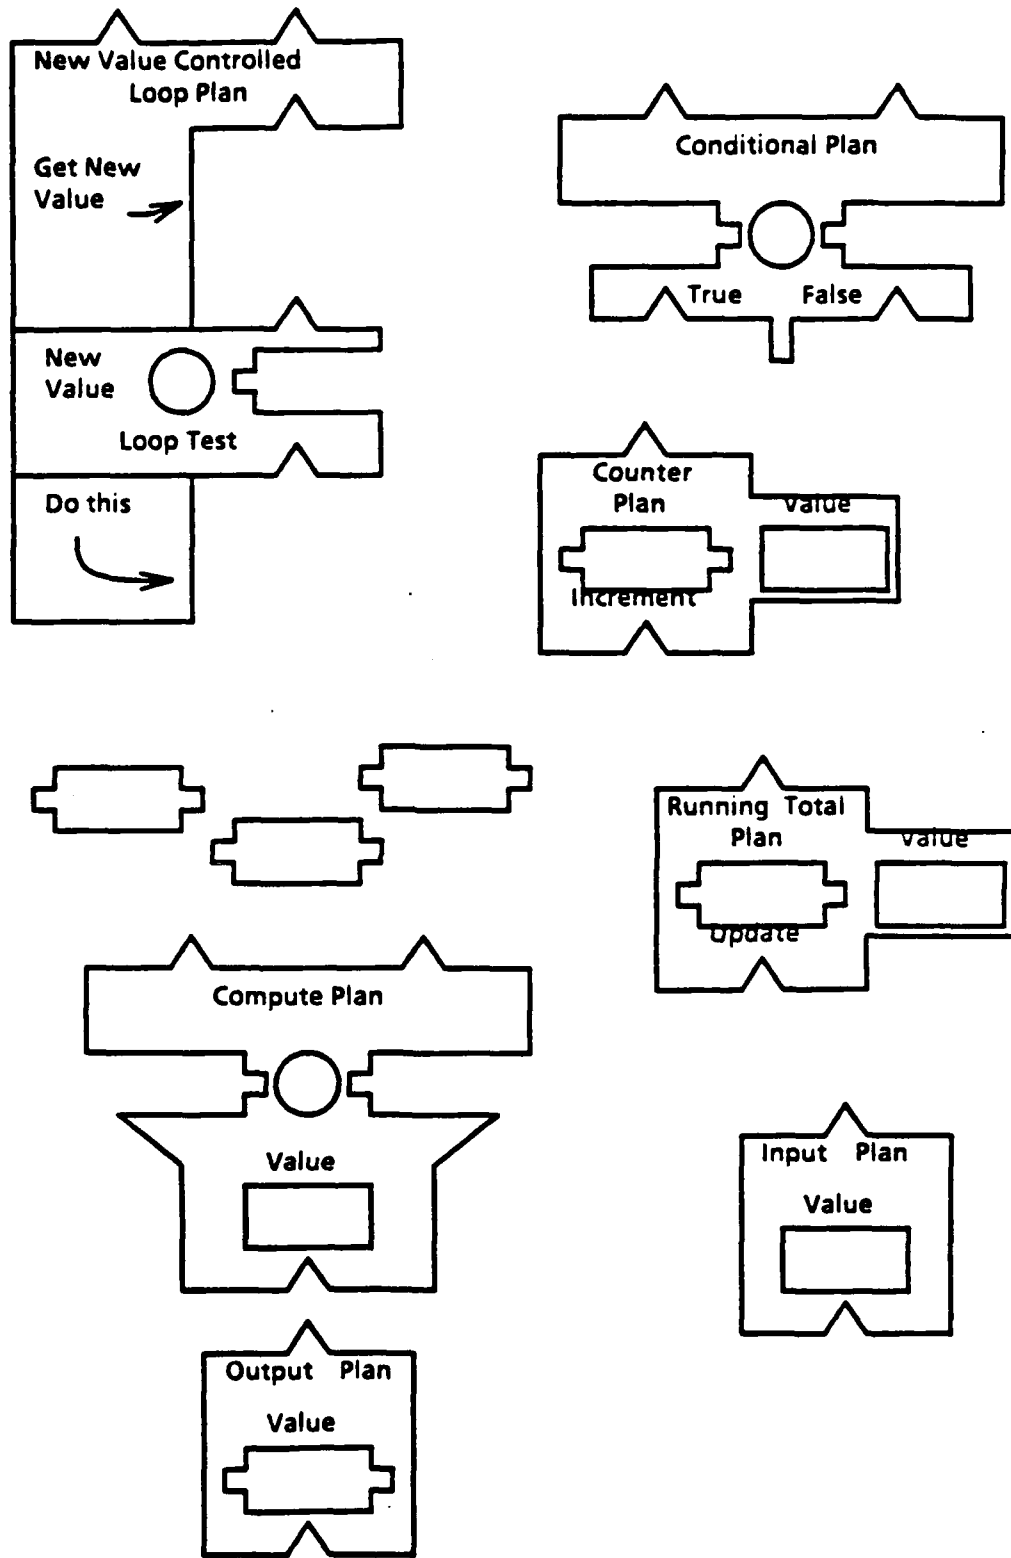 New Value Controlled
Loop Plan
Get New
Value
New
Value
Loop Test
Do this
Conditional Plan
True False
Counter
Plan
Value
Increment
Running Total
Plan
Value
Update
Compute Plan
Value
Input Plan
Value
Output Plan
Value